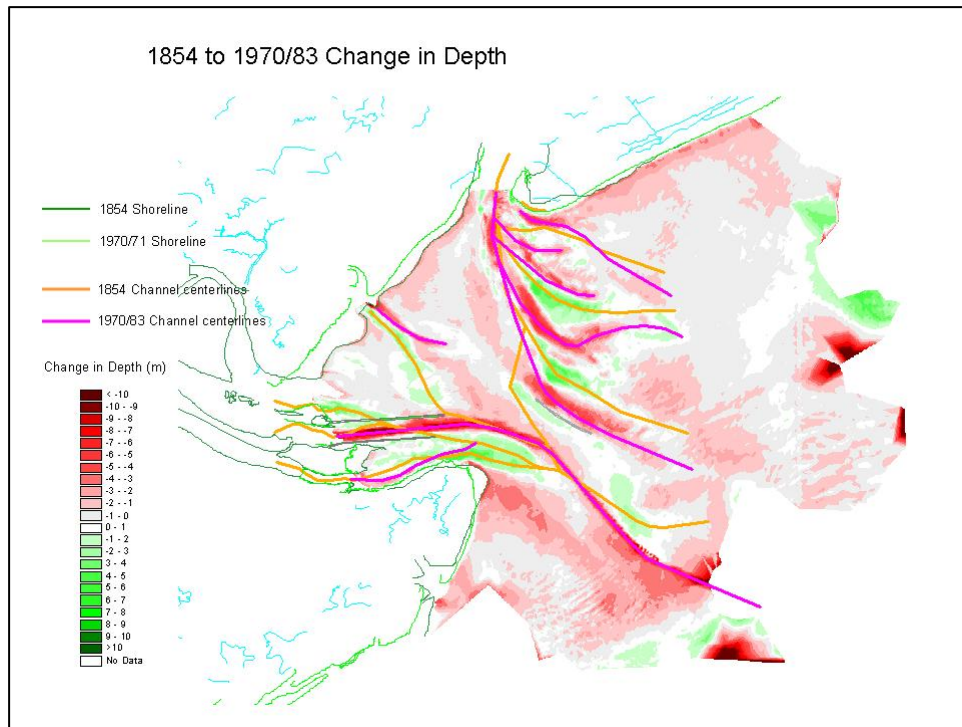 1854 to 1970/83 Change in Depth
1854 Shoreline
1970/71 Shoreline
1854 Channel centerlines
1970/83 Channel centerlines
Change in Depth (m)
< -10
-10 - -9
-9 - -8
-8 - -7
-7 - -6
-6 - -5
-5 - -4
-4 - -3
-3 - -2
-2 - -1
-1 - 0
0 - 1
-1 - 2
-2 - 3
3 - 4
4 - 5
5 - 6
6 - 7
7 - 8
8 - 9
9 - 10
>10
No Data